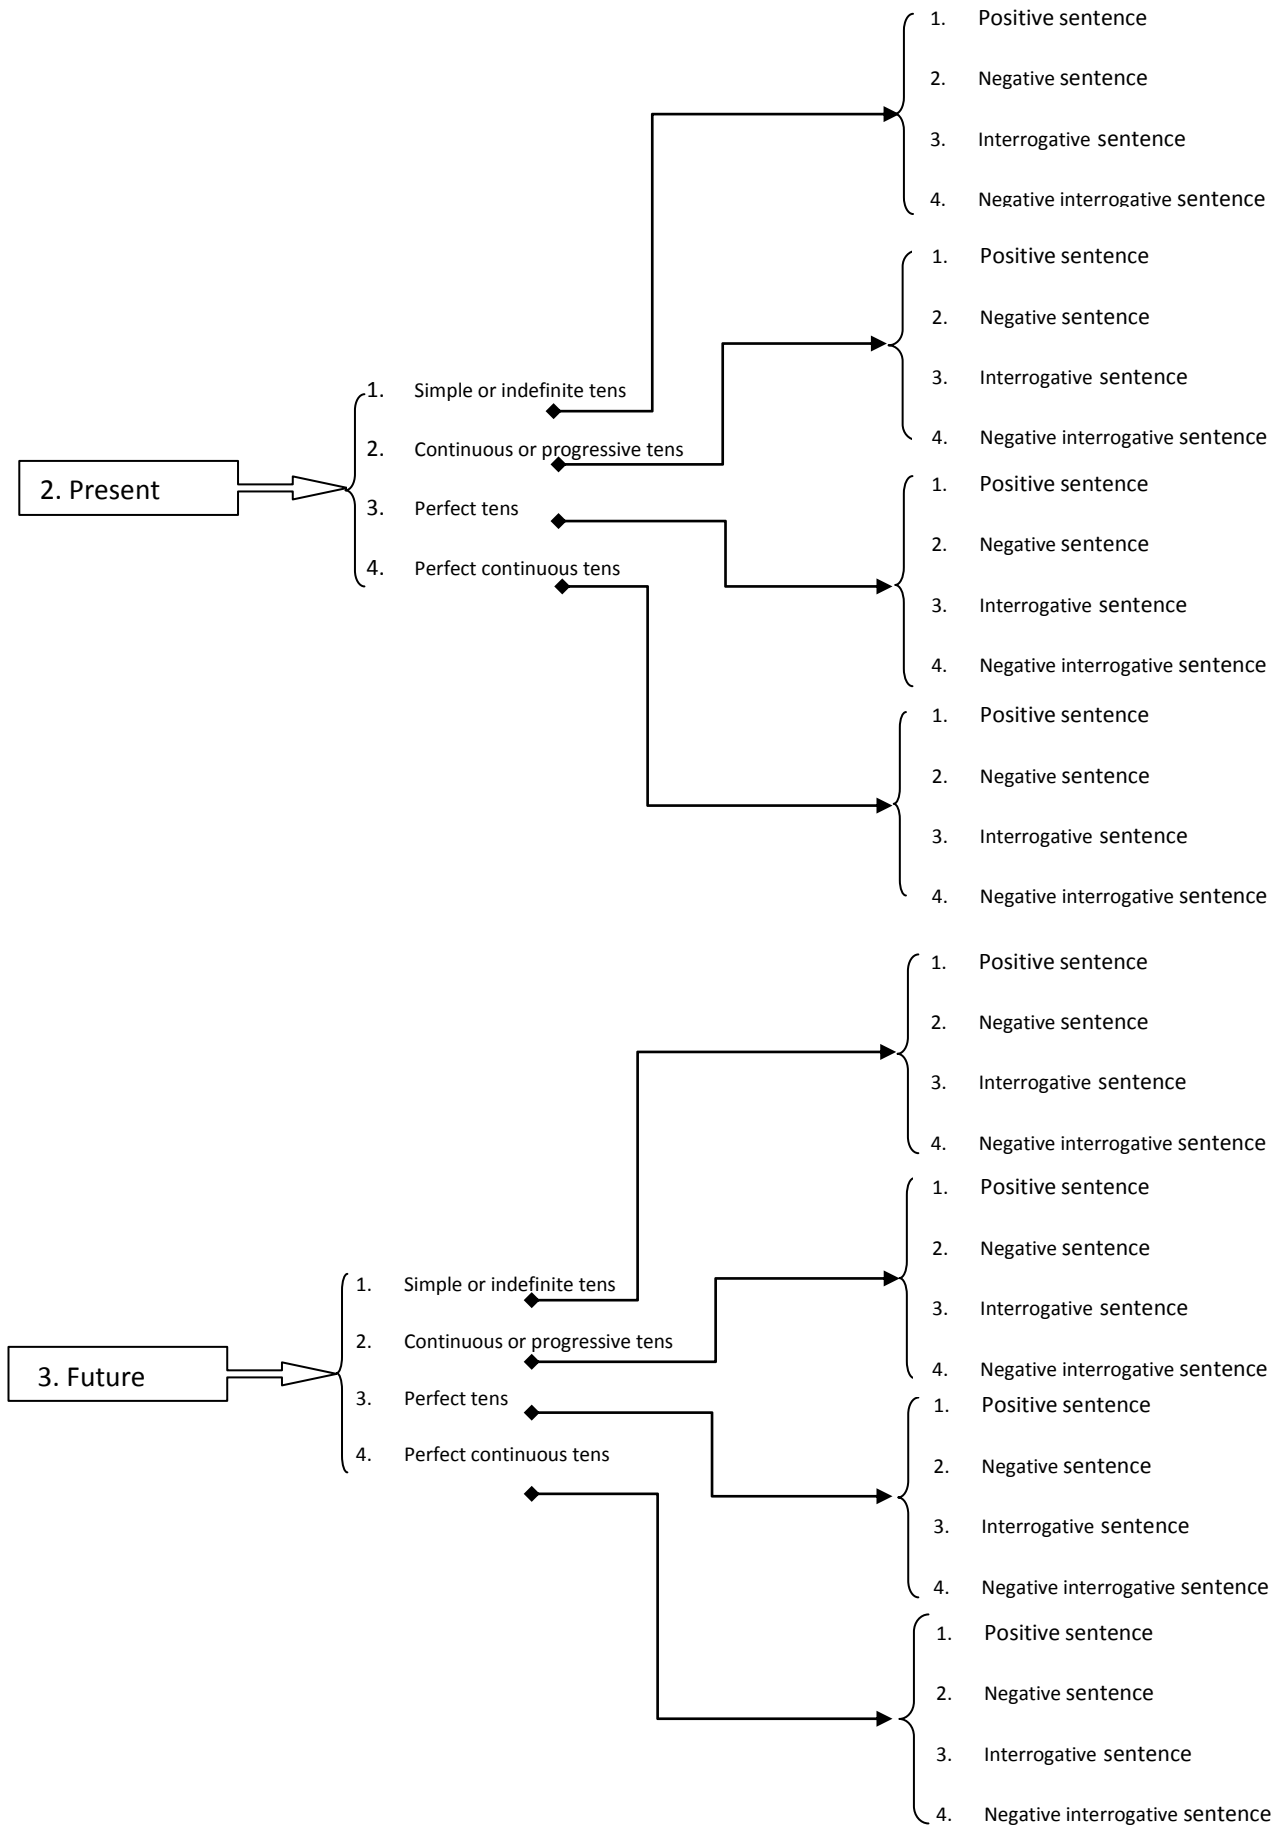 1. Positive sentence
2. Negative sentence
3. Interrogative sentence
4. Negative interrogative sentence
1. Positive sentence
2. Negative sentence
3. Interrogative sentence
4. Negative interrogative sentence
2. Present
1. Simple or indefinite tens
2. Continuous or progressive tens
3. Perfect tens
4. Perfect continuous tens
1. Positive sentence
2. Negative sentence
3. Interrogative sentence
4. Negative interrogative sentence
1. Positive sentence
2. Negative sentence
3. Interrogative sentence
4. Negative interrogative sentence
1. Positive sentence
2. Negative sentence
3. Interrogative sentence
4. Negative interrogative sentence
1. Positive sentence
2. Negative sentence
3. Interrogative sentence
4. Negative interrogative sentence
3. Future
1. Simple or indefinite tens
2. Continuous or progressive tens
3. Perfect tens
4. Perfect continuous tens
1. Positive sentence
2. Negative sentence
3. Interrogative sentence
4. Negative interrogative sentence
1. Positive sentence
2. Negative sentence
3. Interrogative sentence
4. Negative interrogative sentence